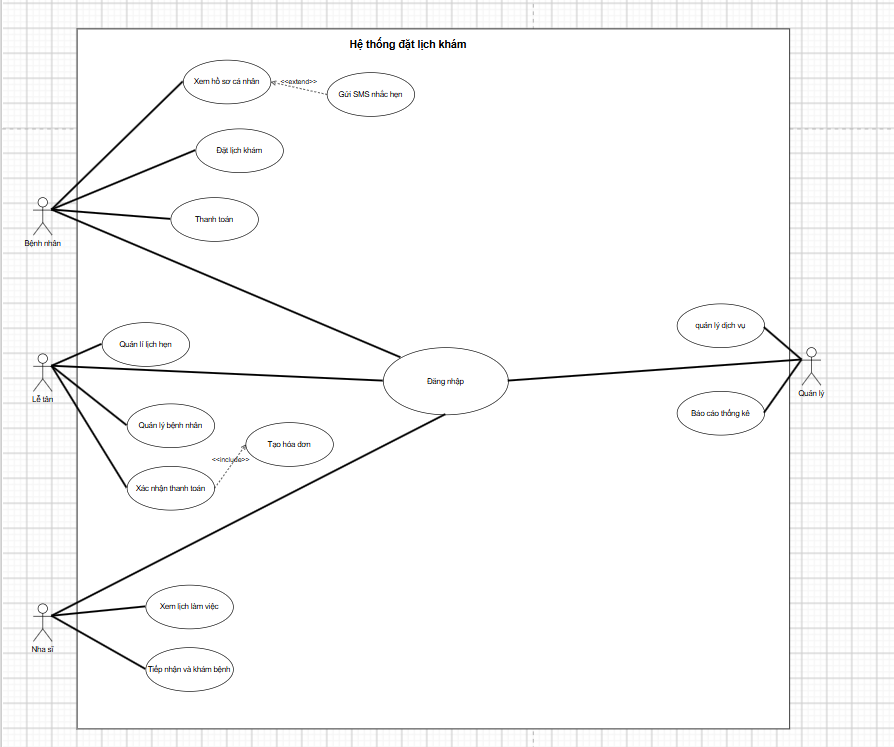 Hệ thống đặt lịch khám
Xem hồ sơ cá nhân
<<extend>>
Gửi SMS nhắc hẹn
Đặt lịch khám
Thanh toán
Bệnh nhân
Quản lí lịch hẹn
Lễ tân
Quản lý bệnh nhân
Tạo hóa đơn
<<include>>
Xác nhận thanh toán
Đăng nhập
quản lý dịch vụ
Quản lý
Báo cáo thống kê
Xem lịch làm việc
Nha sĩ
Tiếp nhận và khám bệnh